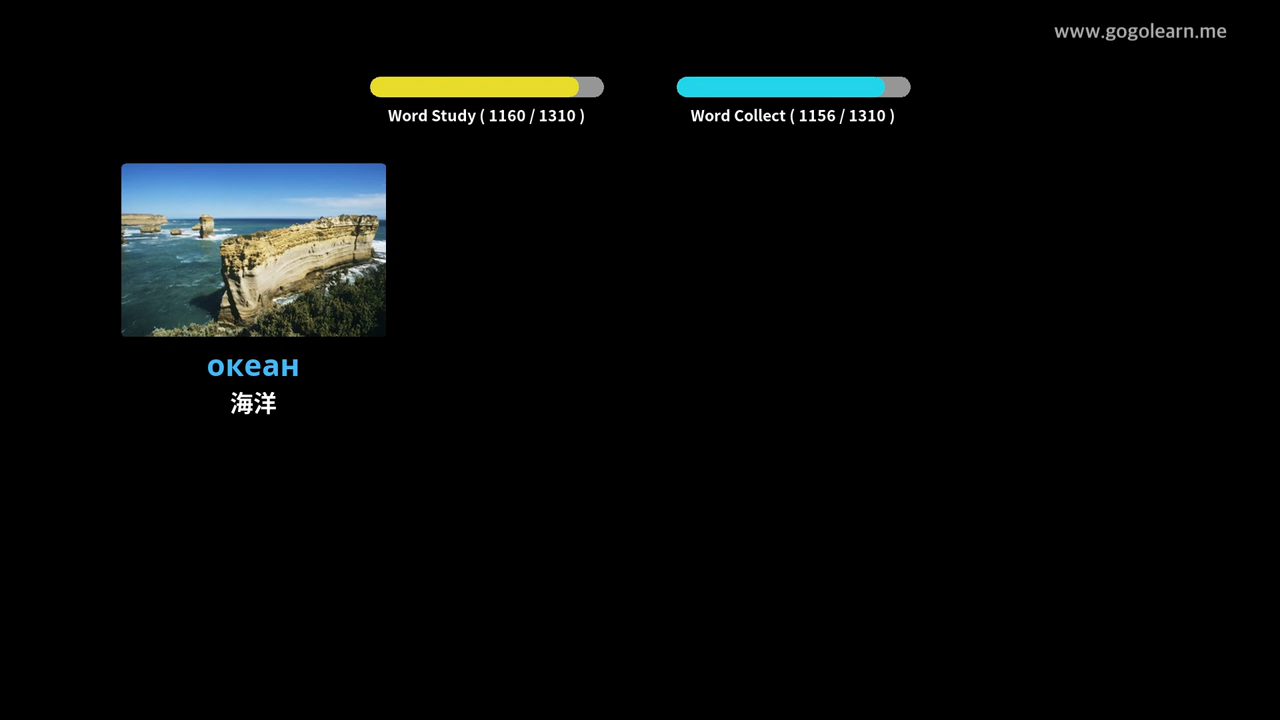 www.gogolearn.me
Word Study ( 1160 / 1310 )
Word Collect ( 1156 / 1310 )
океан
海洋